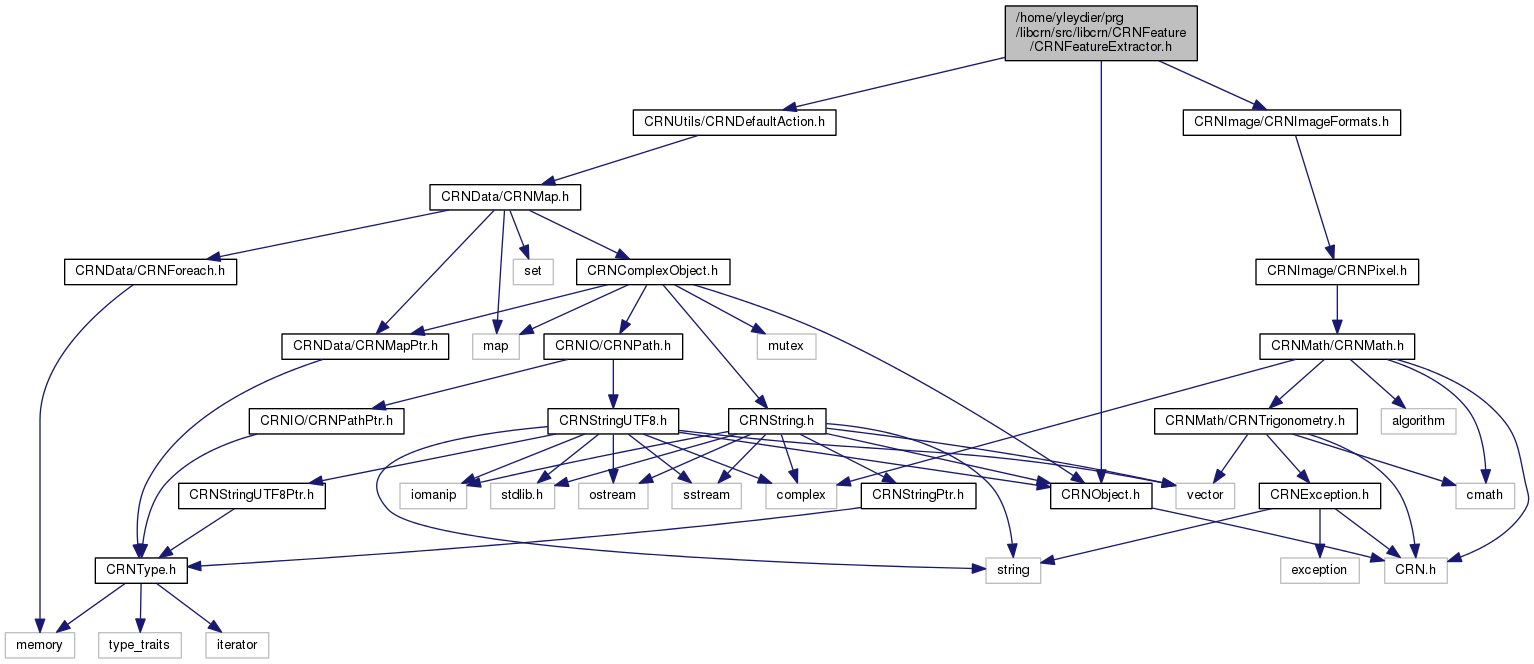 /home/yleydier/prg
/libcrn/src/libcrn/CRNFeature
/CRNFeatureExtractor.h
CRNUtils/CRNDefaultAction.h
CRNImage/CRNImageFormats.h
CRNData/CRNMap.h
CRNData/CRNForeach.h
set
CRNComplexObject.h
CRNImage/CRNPixel.h
CRNData/CRNMapPtr.h
map
CRNIO/CRNPath.h
mutex
CRNMath/CRNMath.h
CRNIO/CRNPathPtr.h
CRNStringUTF8.h
CRNString.h
CRNMath/CRNTrigonometry.h
algorithm
CRNStringUTF8Ptr.h
iomanip
stdlib.h
ostream
sstream
complex
CRNStringPtr.h
CRNObject.h
vector
CRNException.h
cmath
CRNType.h
string
exception
CRN.h
memory
type_traits
iterator